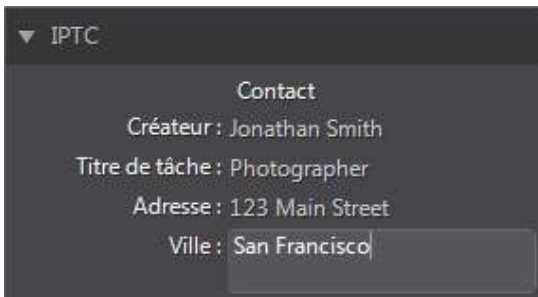 IPTC
Contact
Créateur : Jonathan Smith
Titre de tâche : Photographer
Adresse : 123 Main Street
Ville : San Francisco